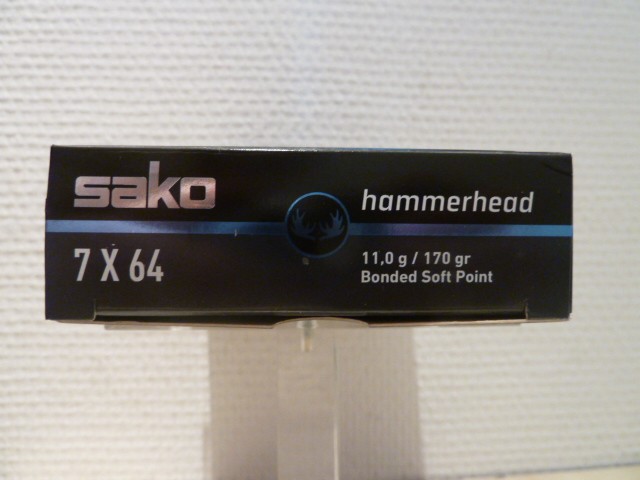 sako
hammerhead
7 X 64
11,0 g / 170 gr
Bonded Soft Point